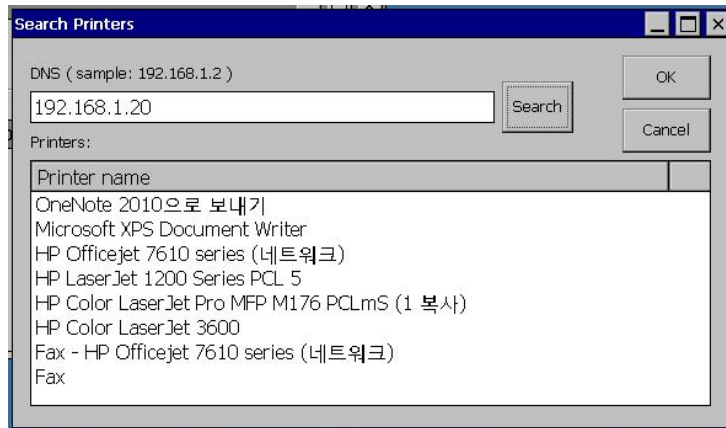 Search Printers
DNS ( sample: 192.168.1.2 )
OK
192.168.1.20
Search
Cancel
Printers:
Printer name
OneNote 2010으로 보내기
Microsoft XPS Document Writer
HP Officejet 7610 series (네트워크)
HP LaserJet 1200 Series PCL 5
HP Color LaserJet Pro MFP M176 PCLmS (1 복사)
HP Color LaserJet 3600
Fax - HP Officejet 7610 series (네트워크)
Fax